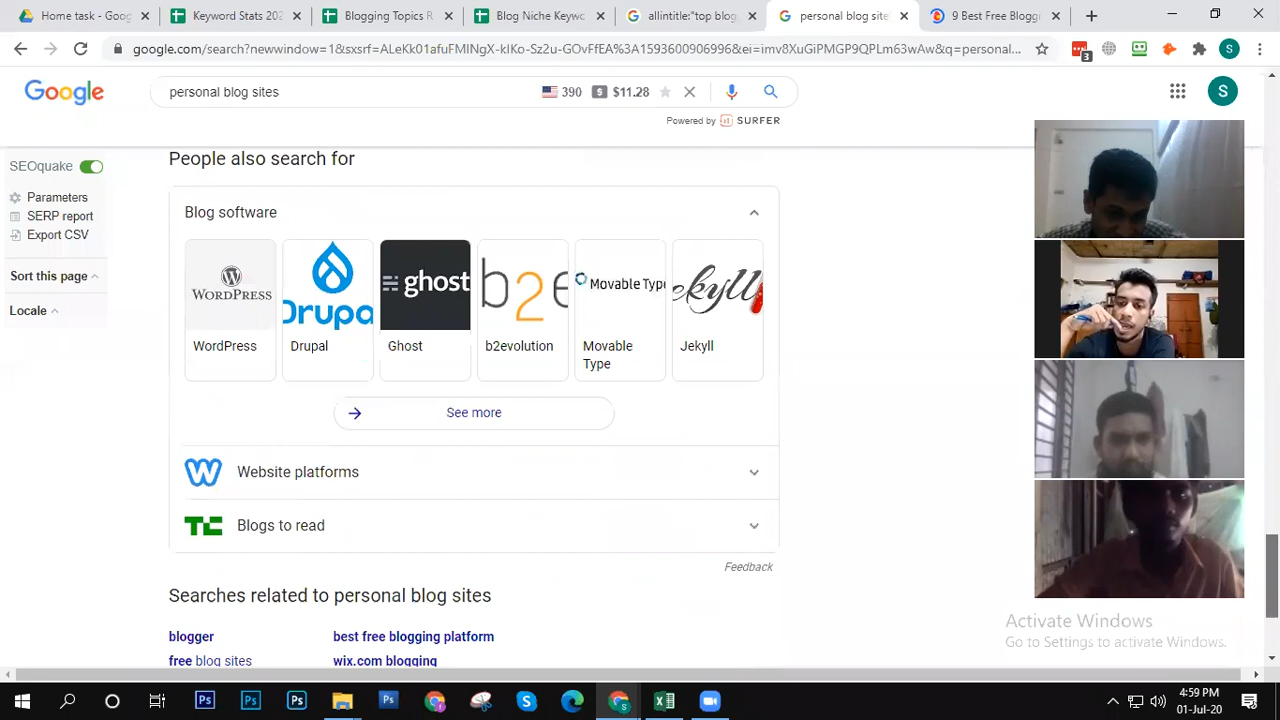 Home task - Goog
Keyword Stats 202
Blogging Topics R
Blog Niche Keywo
allintitle:"top blog
personal blog site
9 Best Free Bloggi
google.com/search?newwindow=1&sxsrf=ALeKk01atqFMINgX-kIKo-Sz2u-GOvFfEA%3A1593600906996&ei=imv8XuGiPMGP9QPLm63wAw&q=personal...
3
S
Google
personal blog sites
390
$
$11.28
S
Powered by SURFER
SEOquake
Parameters
SERP report
Export CSV
Sort this page
Locale
People also search for
Blog software
WORDPRESS
Drupa
ghost
b2e
Movable Type
ekyll
WordPress
Drupal
Ghost
b2evolution
Movable
Type
Jekyll
See more
Website platforms
TC
Blogs to read
Feedback
Searches related to personal blog sites
blogger
best free blogging platform
free blog sites
wix.com blogging
Activate Windows
Go to Settings to activate Windows.
4:59 PM
01-Jul-20